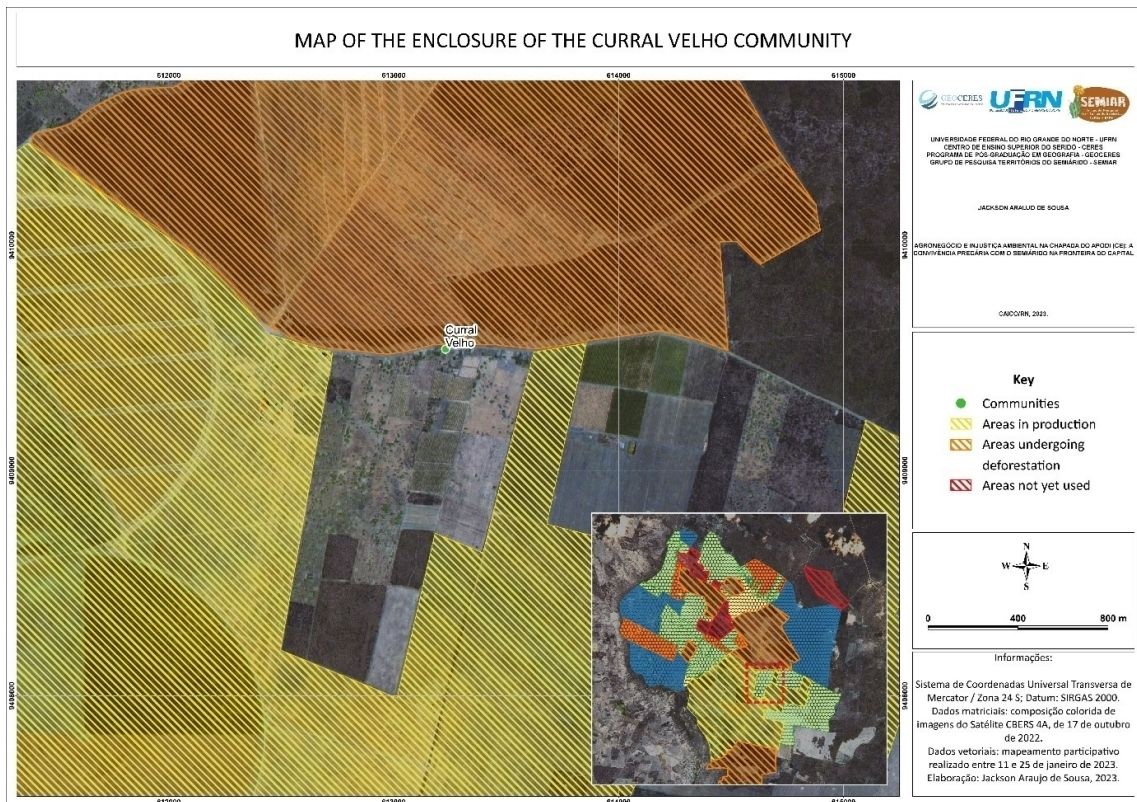 MAP OF THE ENCLOSURE OF THE CURRAL VELHO COMMUNITY
612000
613000
614000
615000
9410000
9409000
9408000
9410000
9409000
9408000
Curral
Velho
612000
613000
614000
615000
GEOCERES
UFRN
SEMIAR
UNIVERSIDADE FEDERAL DO RIO GRANDE DO NORTE - UFRN
CENTRO DE ENSINO SUPERIOR DO SERIDÓ - CERES
PROGRAMA DE PÓS-GRADUAÇÃO EM GEOGRAFIA - GEOCERES
GRUPO DE PESQUISA TERRITÓRIOS DO SEMIÁRIDO - SEMIAR
JACKSON ARAUJO DE SOUSA
AGRONEGÓCIO E INJUSTIÇA AMBIENTAL NA CHAPADA DO APODI (CE): A
CONVIVÊNCIA PRECÁRIA COM O SEMIÁRIDO NA FRONTEIRA DO CAPITAL
CAICÓ/RN, 2023.
Key
Communities
Areas in production
Areas undergoing
deforestation
Areas not yet used
N
W E
S
0 400 800 m
Informações:
Sistema de Coordenadas Universal Transversa de
Mercator / Zona 24 S; Datum: SIRGAS 2000.
Dados matriciais: composição colorida de
imagens do Satélite CBERS 4A, de 17 de outubro
de 2022.
Dados vetoriais: mapeamento participativo
realizado entre 11 e 25 de janeiro de 2023.
Elaboração: Jackson Araujo de Sousa, 2023.